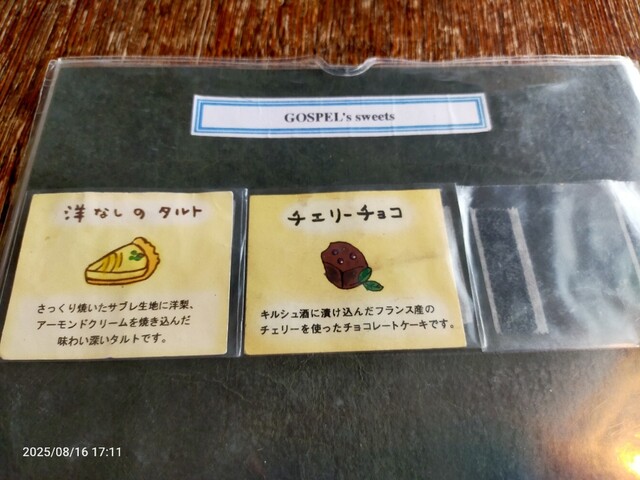 GOSPEL's sweets
洋なしのタルト
さっくり焼いたサブレ生地に洋梨、
アーモンドクリームを焼き込んだ
味わい深いタルトです。
チェリーチョコ
キルシュ酒に漬け込んだフランス産の
チェリーを使ったチョコレートケーキです。
2025/08/16 17:11